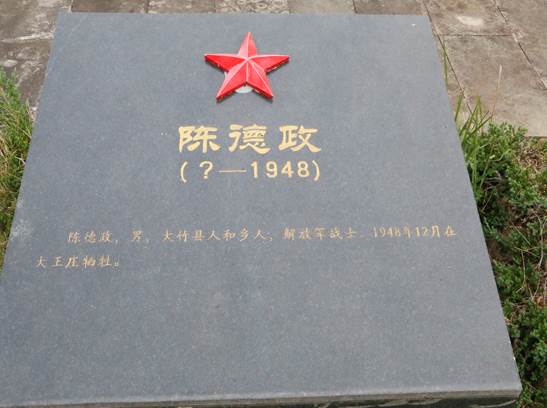 陈德政
(？—1948)
陈德政，男，大竹县人和乡人，解放军战士。1948年12月在
大王庄牺牲。